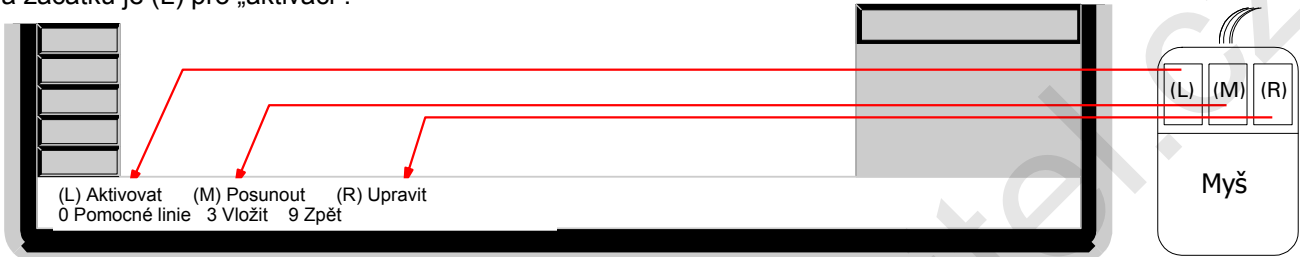 a začátku je (L) pro „aktivaci“.
(L) (M) (R)
Myš
(L) Aktivovat (M) Posunout (R) Upravit
0 Pomocné linie 3 Vložit 9 Zpět